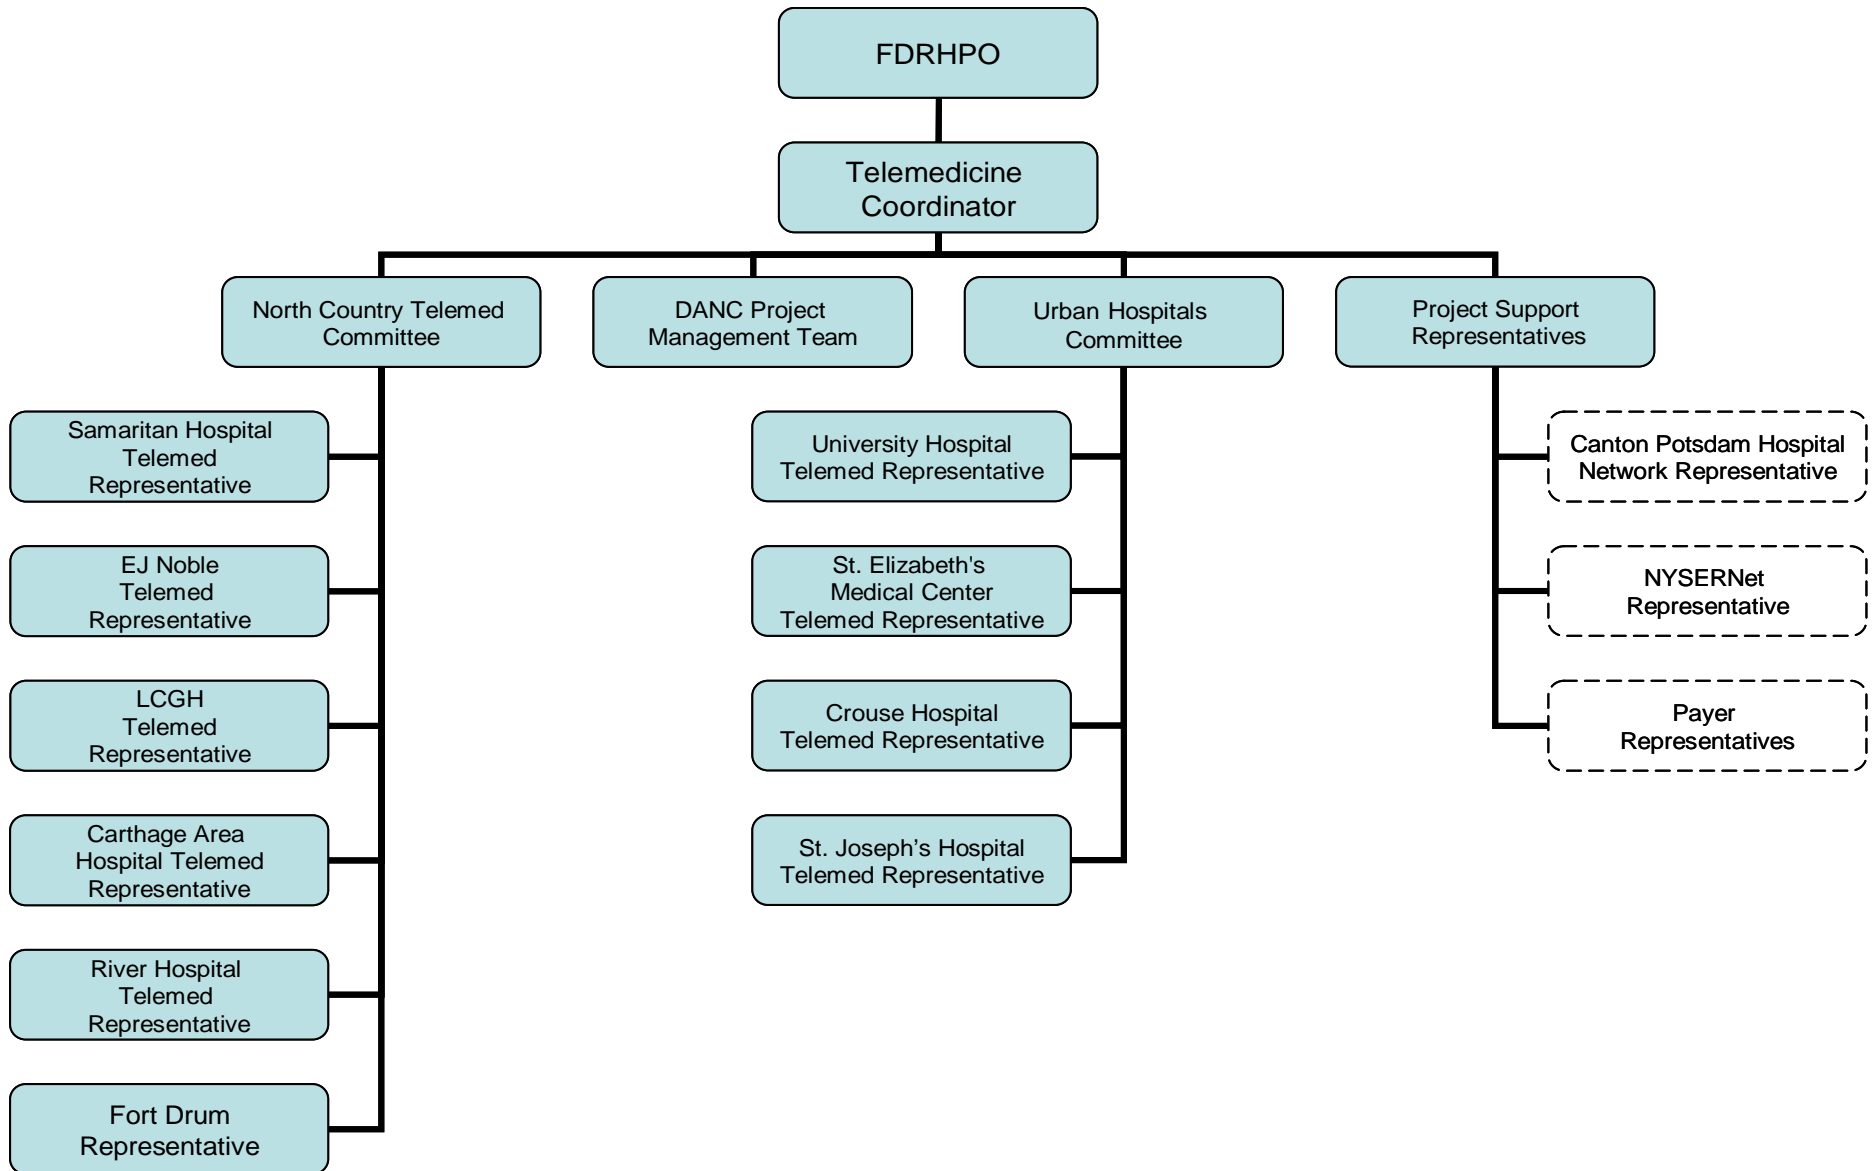 FDRHPO
Telemedicine
Coordinator
North Country Telemed
Committee
DANC Project
Management Team
Urban Hospitals
Committee
Project Support
Representatives
Samaritan Hospital
Telemed
Representative
EJ Noble
Telemed
Representative
LCGH
Telemed
Representative
Carthage Area
Hospital Telemed
Representative
River Hospital
Telemed
Representative
Fort Drum
Representative
University Hospital
Telemed Representative
St. Elizabeth's
Medical Center
Telemed Representative
Crouse Hospital
Telemed Representative
St. Joseph’s Hospital
Telemed Representative
Canton Potsdam Hospital
Network Representative
NYSERNet
Representative
Payer
Representatives